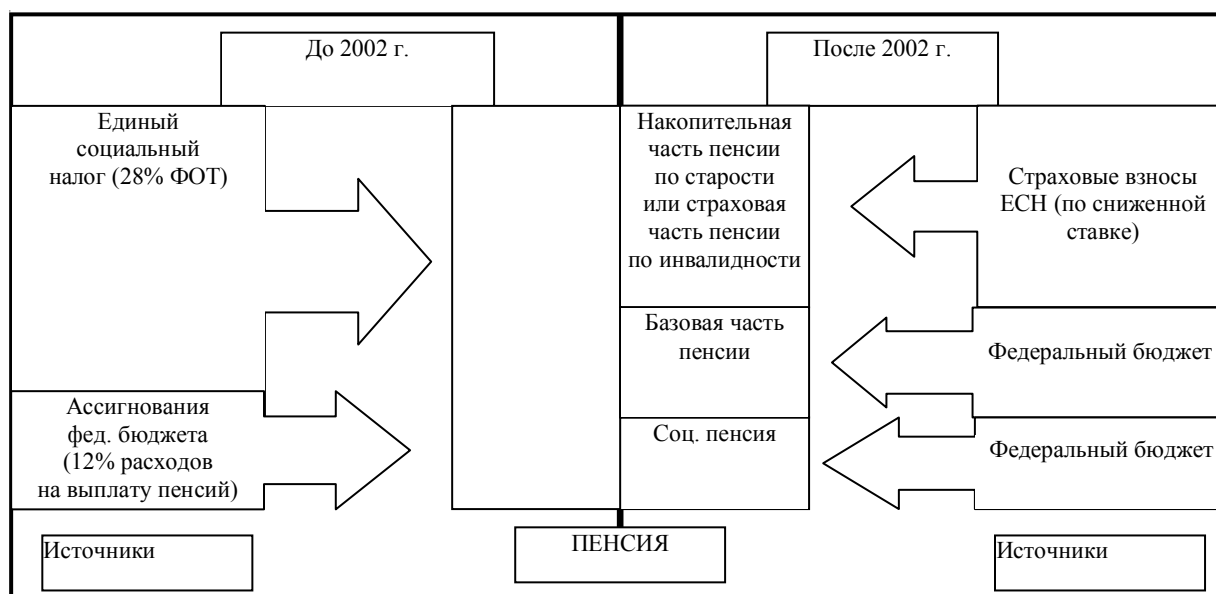 До 2002 г.
После 2002 г.
Единый
социальный
налог (28% ФОТ)
Ассигнования
фед. бюджета
(12% расходов
на выплату пенсий)
Накопительная
часть пенсии
по старости
или страховая
часть пенсии
по инвалидности
Базовая часть
пенсии
Соц. пенсия
Страховые взносы
ЕСН (по сниженной
ставке)
Федеральный бюджет
Федеральный бюджет
Источники
ПЕНСИЯ
Источники